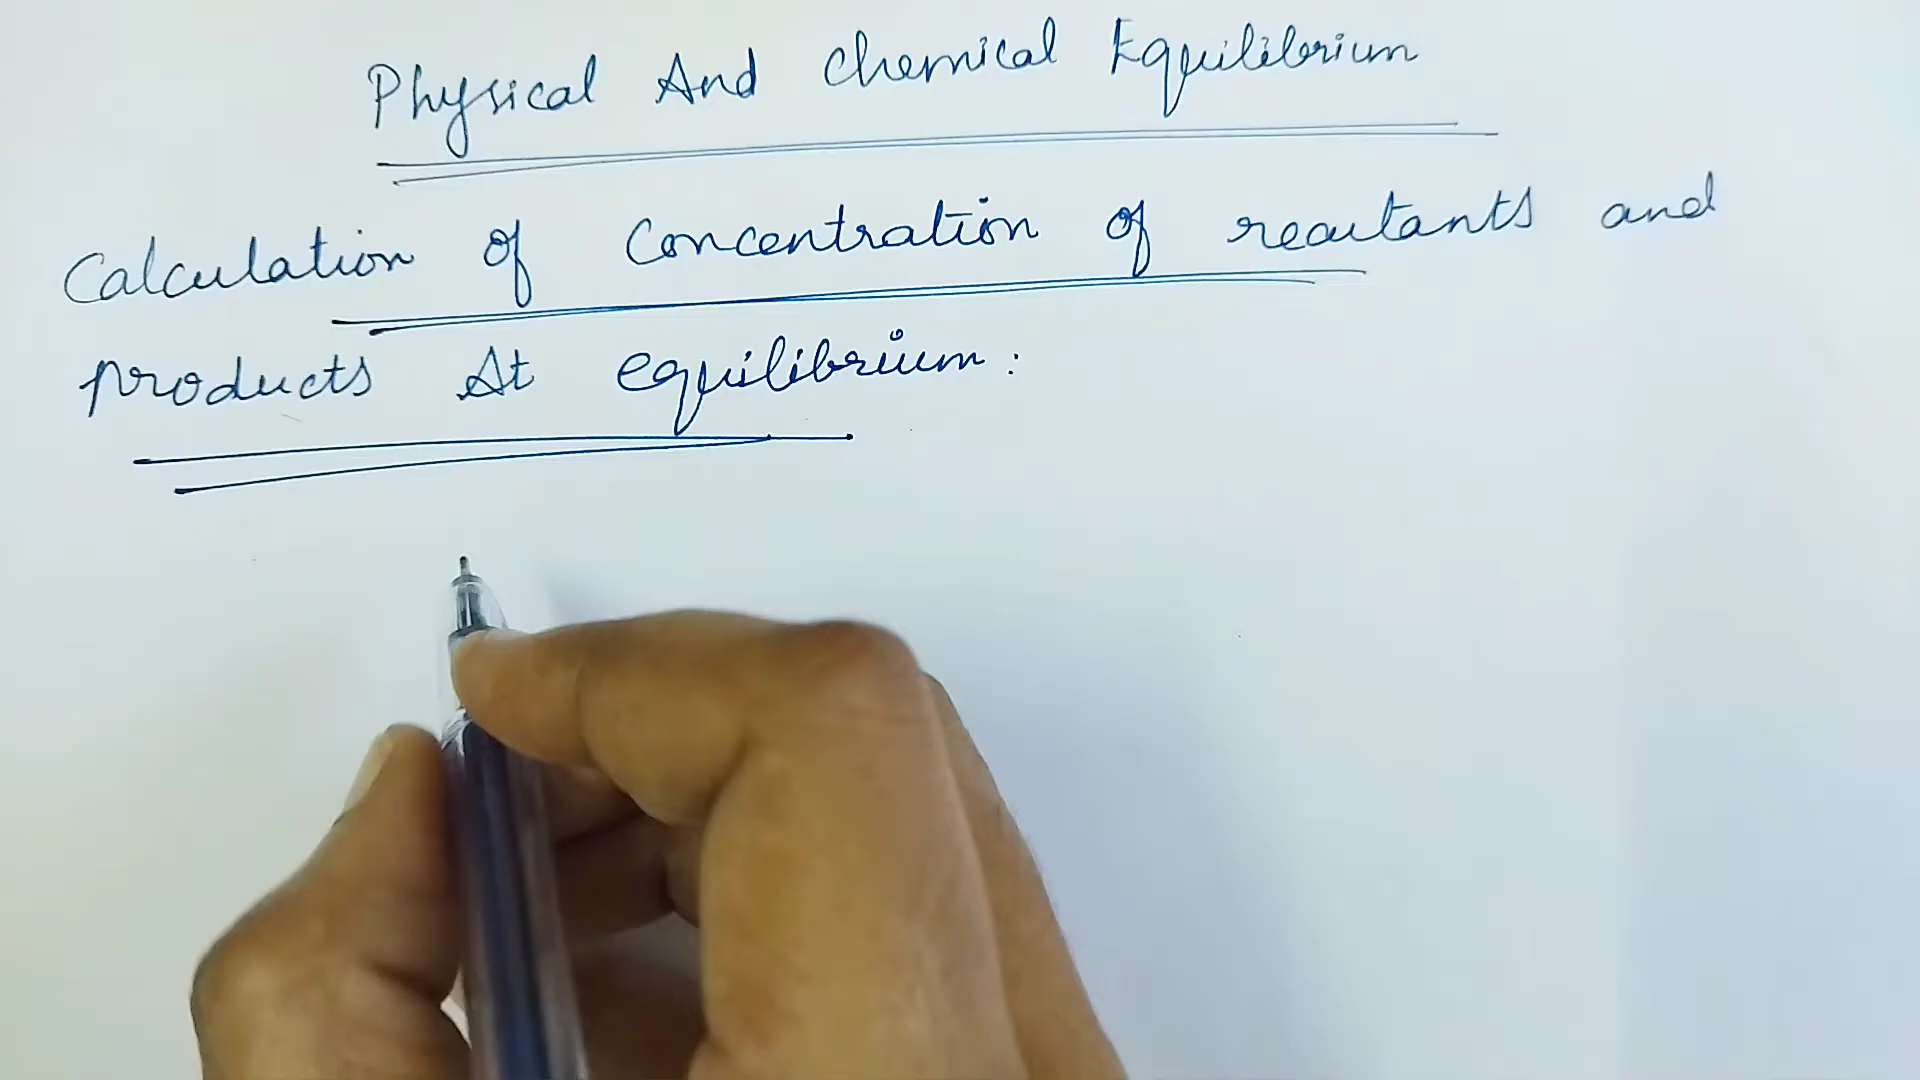 Physical And Chemical Equilibrium
Calculation of Concentration of reactants and
products At equilibrium: